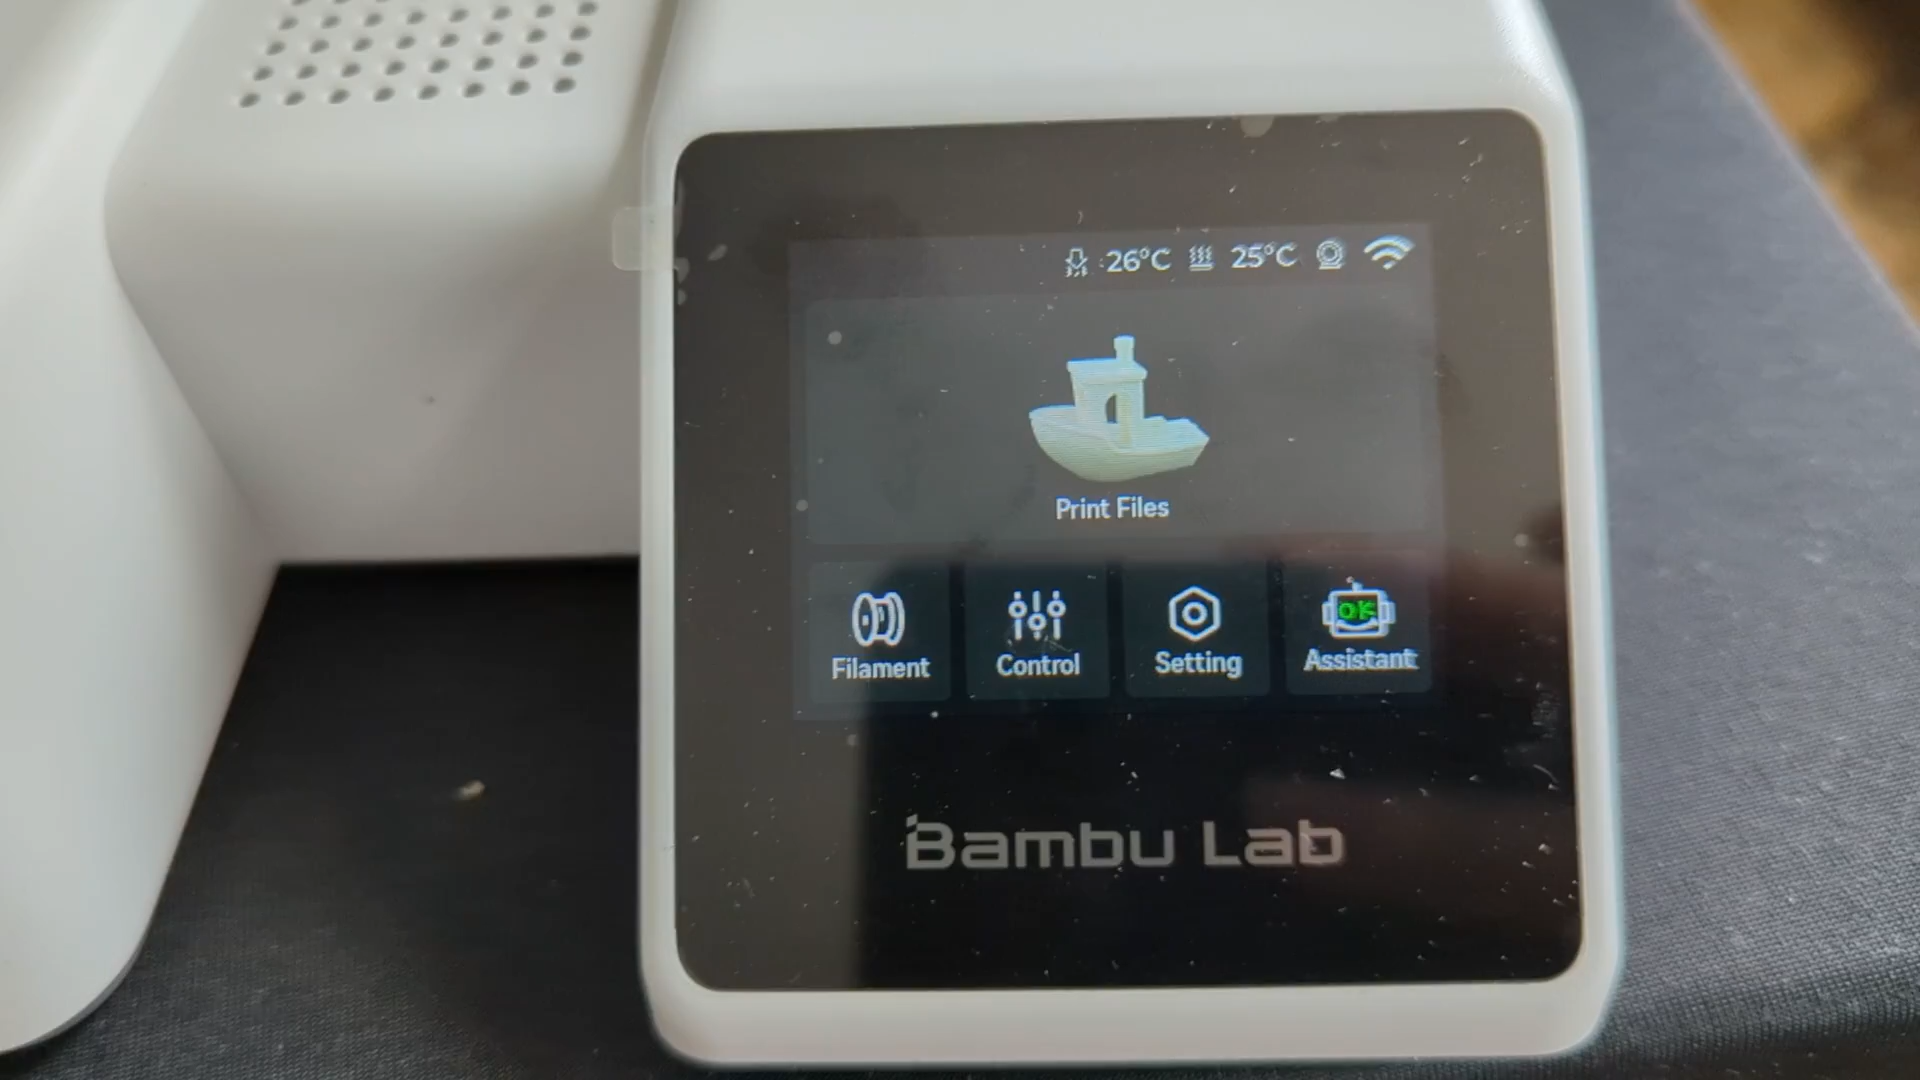 26°C 25°C
Print Files
Filament Control Setting OK Assistant
Bambu Lab